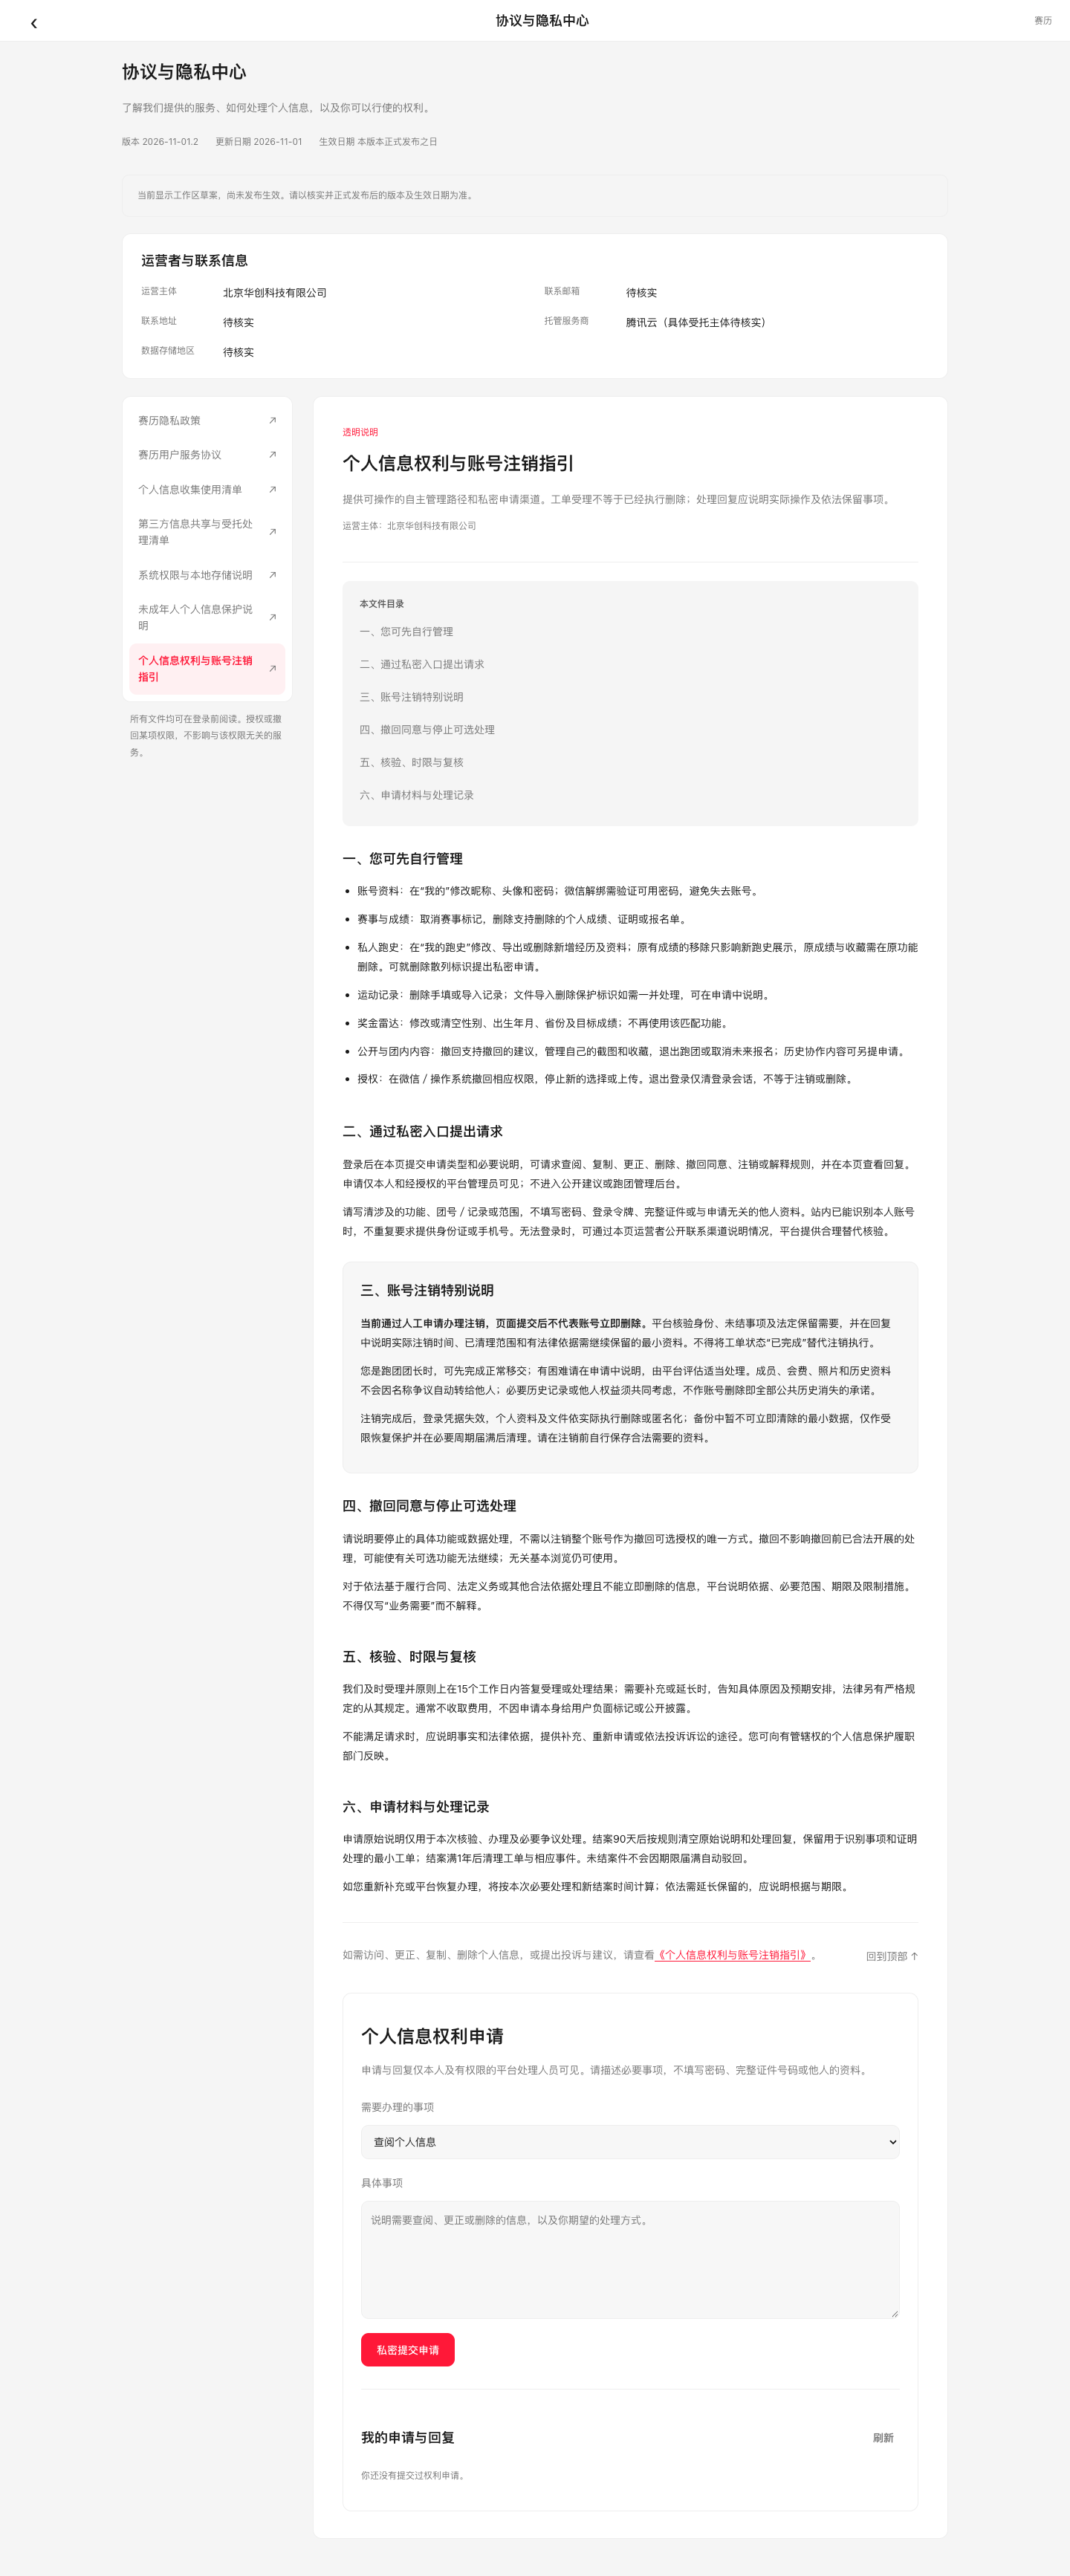 协议与隐私中心
赛历
协议与隐私中心
了解我们提供的服务、如何处理个人信息，以及你可以行使的权利。
版本 2026-11-01.2 更新日期 2026-11-01 生效日期 本版本正式发布之日
当前显示工作区草案，尚未发布生效。请以核实并正式发布后的版本及生效日期为准。
运营者与联系信息
运营主体 北京华创科技有限公司
联系邮箱 待核实
联系地址 待核实
托管服务商 腾讯云（具体受托主体待核实）
数据存储地区 待核实
赛历隐私政策 ↗
赛历用户服务协议 ↗
个人信息收集使用清单 ↗
第三方信息共享与受托处
理清单 ↗
系统权限与本地存储说明 ↗
未成年人个人信息保护说
明 ↗
个人信息权利与账号注销
指引 ↗
所有文件均可在登录前阅读。授权或撤
回某项权限，不影响与该权限无关的服
务。
透明说明
个人信息权利与账号注销指引
提供可操作的自主管理路径和私密申请渠道。工单受理不等于已经执行删除；处理回复应说明实际操作及依法保留事项。
运营主体：北京华创科技有限公司
本文件目录
一、您可先自行管理
二、通过私密入口提出请求
三、账号注销特别说明
四、撤回同意与停止可选处理
五、核验、时限与复核
六、申请材料与处理记录
一、您可先自行管理
• 账号资料：在“我的”修改昵称、头像和密码；微信解绑需验证可用密码，避免失去账号。
• 赛事与成绩：取消赛事标记，删除支持删除的个人成绩、证明或报名单。
• 私人跑史：在“我的跑史”修改、导出或删除新增经历及资料；原有成绩的移除只影响新跑史展示，原成绩与收藏需在原功能
删除。可就删除散列标识提出私密申请。
• 运动记录：删除手填或导入记录；文件导入删除保护标识如需一并处理，可在申请中说明。
• 奖金雷达：修改或清空性别、出生年月、省份及目标成绩；不再使用该匹配功能。
• 公开与团内内容：撤回支持撤回的建议，管理自己的截图和收藏，退出跑团或取消未来报名；历史协作内容可另提申请。
• 授权：在微信 / 操作系统撤回相应权限，停止新的选择或上传。退出登录仅清登录会话，不等于注销或删除。
二、通过私密入口提出请求
登录后在本页提交申请类型和必要说明，可请求查阅、复制、更正、删除、撤回同意、注销或解释规则，并在本页查看回复。
申请仅本人和经授权的平台管理员可见；不进入公开建议或跑团管理后台。
请写清涉及的功能、团号 / 记录或范围，不填写密码、登录令牌、完整证件或与申请无关的他人资料。站内已能识别本人账号
时，不重复要求提供身份证或手机号。无法登录时，可通过本页运营者公开联系渠道说明情况，平台提供合理替代核验。
三、账号注销特别说明
当前通过人工申请办理注销，页面提交后不代表账号立即删除。平台核验身份、未结事项及法定保留需要，并在回复
中说明实际注销时间、已清理范围和有法律依据需继续保留的最小资料。不得将工单状态“已完成”替代注销执行。
您是跑团团长时，可先完成正常移交；有困难请在申请中说明，由平台评估适当处理。成员、会费、照片和历史资料
不会因名称争议自动转给他人；必要历史记录或他人权益须共同考虑，不作账号删除即全部公共历史消失的承诺。
注销完成后，登录凭据失效，个人资料及文件依实际执行删除或匿名化；备份中暂不可立即清除的最小数据，仅作受
限恢复保护并在必要周期届满后清理。请在注销前自行保存合法需要的资料。
四、撤回同意与停止可选处理
请说明要停止的具体功能或数据处理，不需以注销整个账号作为撤回可选授权的唯一方式。撤回不影响撤回前已合法开展的处
理，可能使有关可选功能无法继续；无关基本浏览仍可使用。
对于依法基于履行合同、法定义务或其他合法依据处理且不能立即删除的信息，平台说明依据、必要范围、期限及限制措施。
不得仅写“业务需要”而不解释。
五、核验、时限与复核
我们及时受理并原则上在15个工作日内答复受理或处理结果；需要补充或延长时，告知具体原因及预期安排，法律另有严格规
定的从其规定。通常不收取费用，不因申请本身给用户负面标记或公开披露。
不能满足请求时，应说明事实和法律依据，提供补充、重新申请或依法投诉诉讼的途径。您可向有管辖权的个人信息保护履职
部门反映。
六、申请材料与处理记录
申请原始说明仅用于本次核验、办理及必要争议处理。结案90天后按规则清空原始说明和处理回复，保留用于识别事项和证明
处理的最小工单；结案满1年后清理工单与相应事件。未结案件不会因期限届满自动驳回。
如您重新补充或平台恢复办理，将按本次必要处理和新结案时间计算；依法需延长保留的，应说明根据与期限。
如需访问、更正、复制、删除个人信息，或提出投诉与建议，请查看《个人信息权利与账号注销指引》。
回到顶部 ↑
个人信息权利申请
申请与回复仅本人及有权限的平台处理人员可见。请描述必要事项，不填写密码、完整证件号码或他人的资料。
需要办理的事项
查阅个人信息
具体事项
说明需要查阅、更正或删除的信息，以及你期望的处理方式。
私密提交申请
我的申请与回复
刷新
你还没有提交过权利申请。